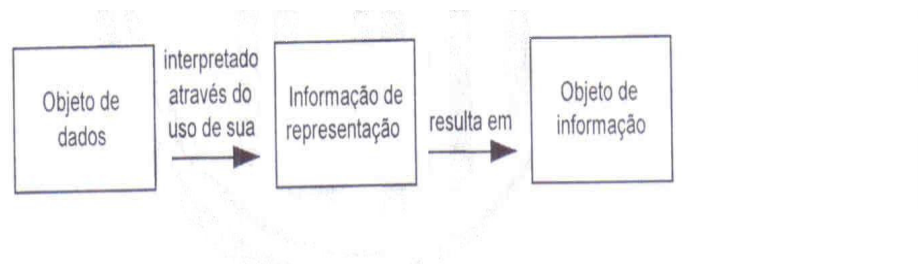 Objeto de
dados
interpretado
através do
uso de sua
Informação de
representação
resulta em
Objeto de
informação